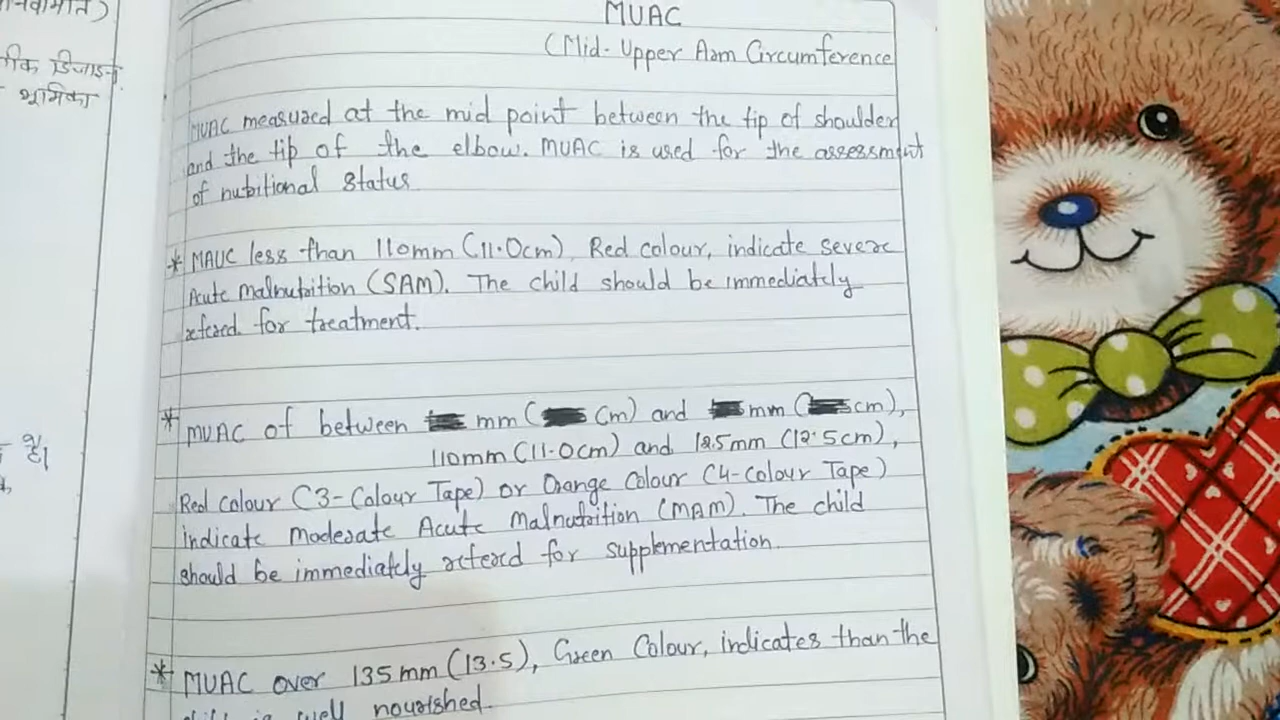 डिजाइन
भूमिका
है।
MUAC
(Mid-Upper Arm Circumference
MUAC measured at the mid point between the tip of shoulder
and the tip of the elbow. MUAC is used for the assessment
of nutritional status
* MAUC less than 110mm (11.0cm), Red colour, indicate severe
Acute Malnutrition (SAM). The child should be immediately
refered for treatment.
* MUAC of between mm ( cm) and mm ( cm),
110mm (11.0cm) and 12.5mm (12.5cm),
Red colour (3-Colour Tape) or Orange Colour (4-colour Tape)
indicate moderate Acute Malnutrition (MAM). The child
should be immediately refered for supplementation.
* MUAC over 135mm (13.5), Green Colour, indicates than the
child is well nourished.